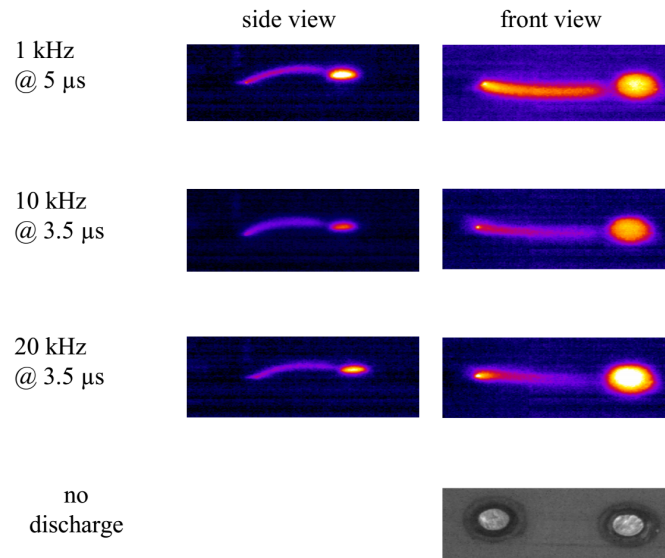 side view front view
1 kHz
@ 5 µs
10 kHz
@ 3.5 µs
20 kHz
@ 3.5 µs
no
discharge